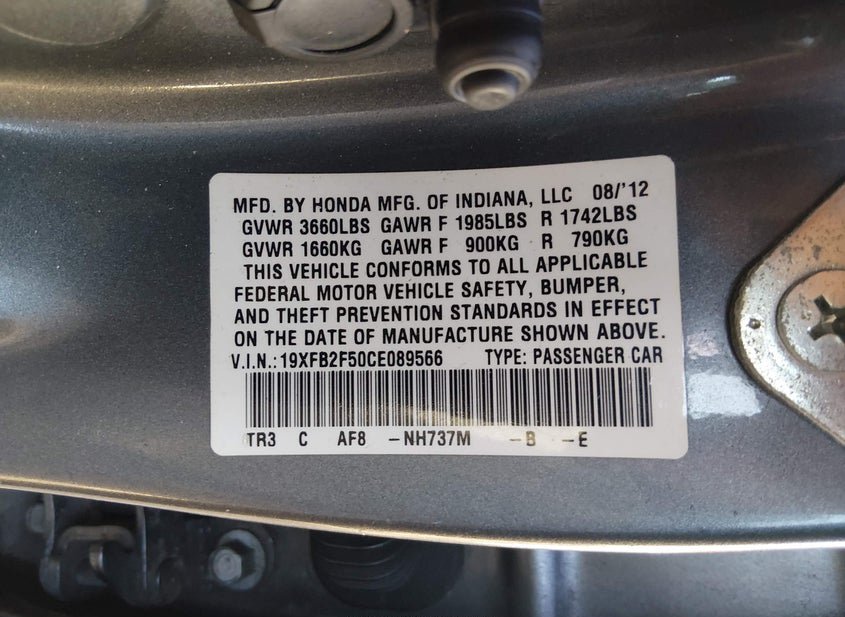 MFD. BY HONDA MFG. OF INDIANA, LLC 08/'12
GVWR 3660LBS GAWR F 1985LBS R 1742LBS
GVWR 1660KG GAWR F 900KG R 790KG
THIS VEHICLE CONFORMS TO ALL APPLICABLE
FEDERAL MOTOR VEHICLE SAFETY, BUMPER,
AND THEFT PREVENTION STANDARDS IN EFFECT
ON THE DATE OF MANUFACTURE SHOWN ABOVE.
V.I.N.:19XFB2F50CE089566 TYPE: PASSENGER CAR
TR3 C AF8 -NH737M -B -E